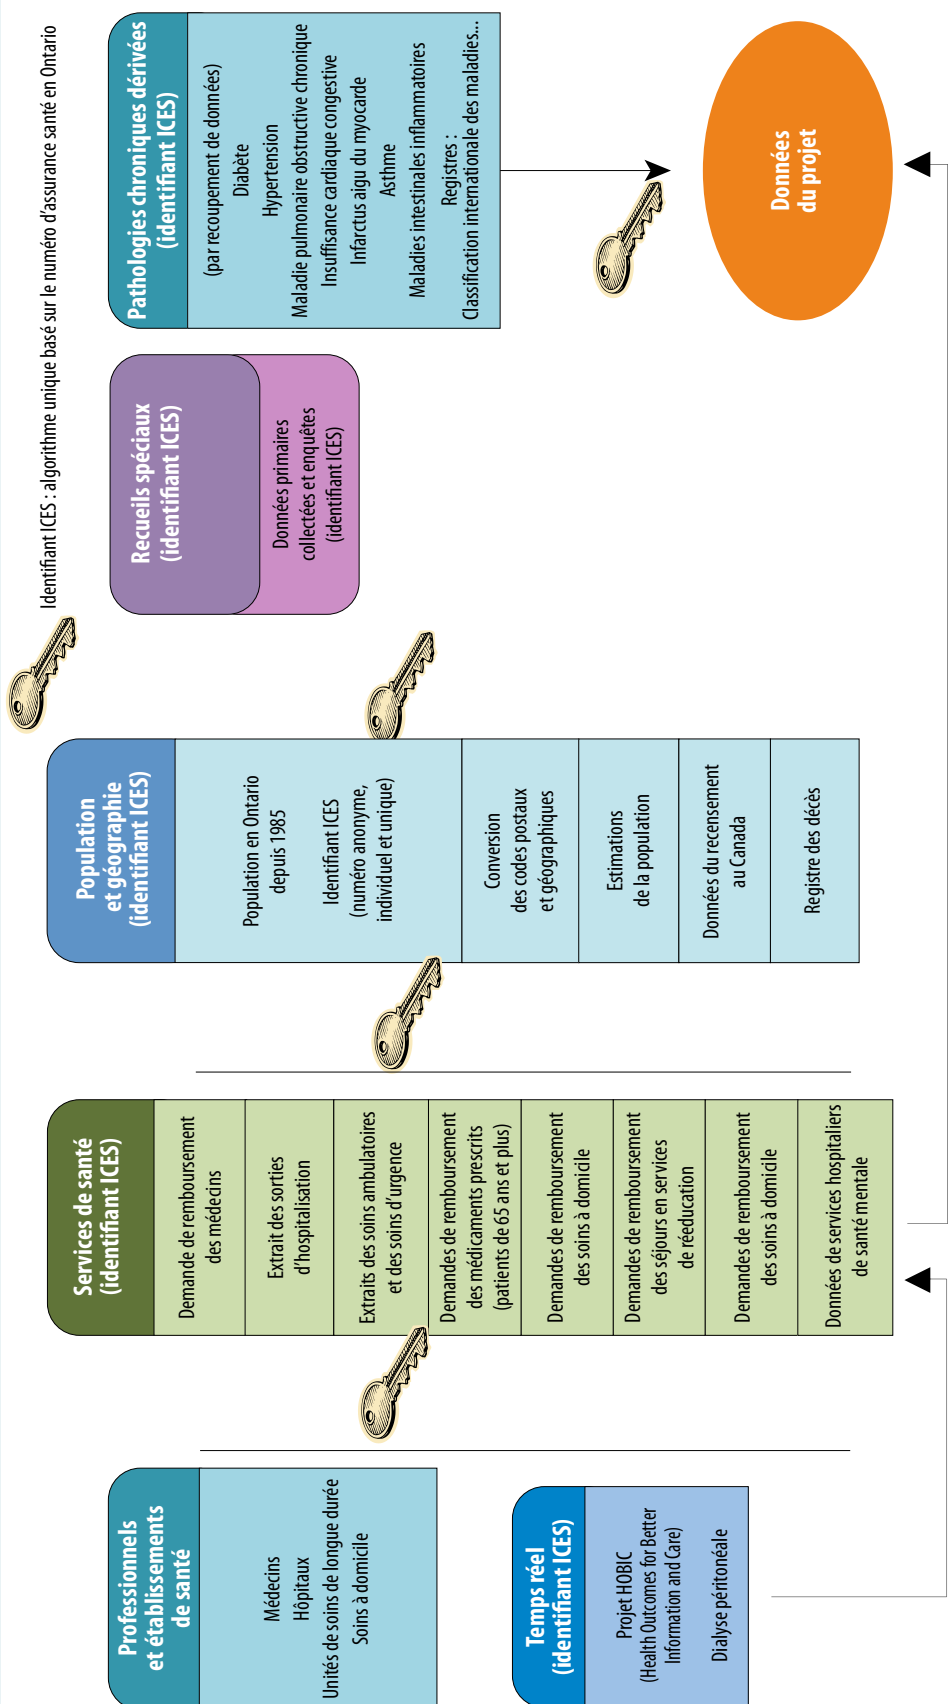 Professionnels
et établissements
de santé
Médecins
Hôpitaux
Unités de soins de longue durée
Soins à domicile
Temps réel
(identifiant ICES)
Projet HOBIC
(Health Outcomes for Better
Information and Care)
Dialyse péritonéale
Services de santé
(identifiant ICES)
Demande de remboursement
des médecins
Extrait des sorties
d'hospitalisation
Extraits des soins ambulatoires
et des soins d'urgence
Demandes de remboursement
des médicaments prescrits
(patients de 65 ans et plus)
Demandes de remboursement
des soins à domicile
Demandes de remboursement
des séjours en services
de rééducation
Demandes de remboursement
des soins à domicile
Données de services hospitaliers
de santé mentale
Population
et géographie
(identifiant ICES)
Population en Ontario
depuis 1985
Identifiant ICES
(numéro anonyme,
individuel et unique)
Conversion
des codes postaux
et géographiques
Estimations
de la population
Données du recensement
au Canada
Registre des décès
Identifiant ICES : algorithme unique basé sur le numéro d'assurance santé en Ontario
Recueils spéciaux
(identifiant ICES)
Données primaires
collectées et enquêtes
(identifiant ICES)
Pathologies chroniques dérivées
(identifiant ICES)
(par recoupement de données)
Diabète
Hypertension
Maladie pulmonaire obstructive chronique
Insuffisance cardiaque congestive
Infarctus aigu du myocarde
Asthme
Maladies intestinales inflammatoires
Registres :
Classification internationale des maladies...
Données
du projet